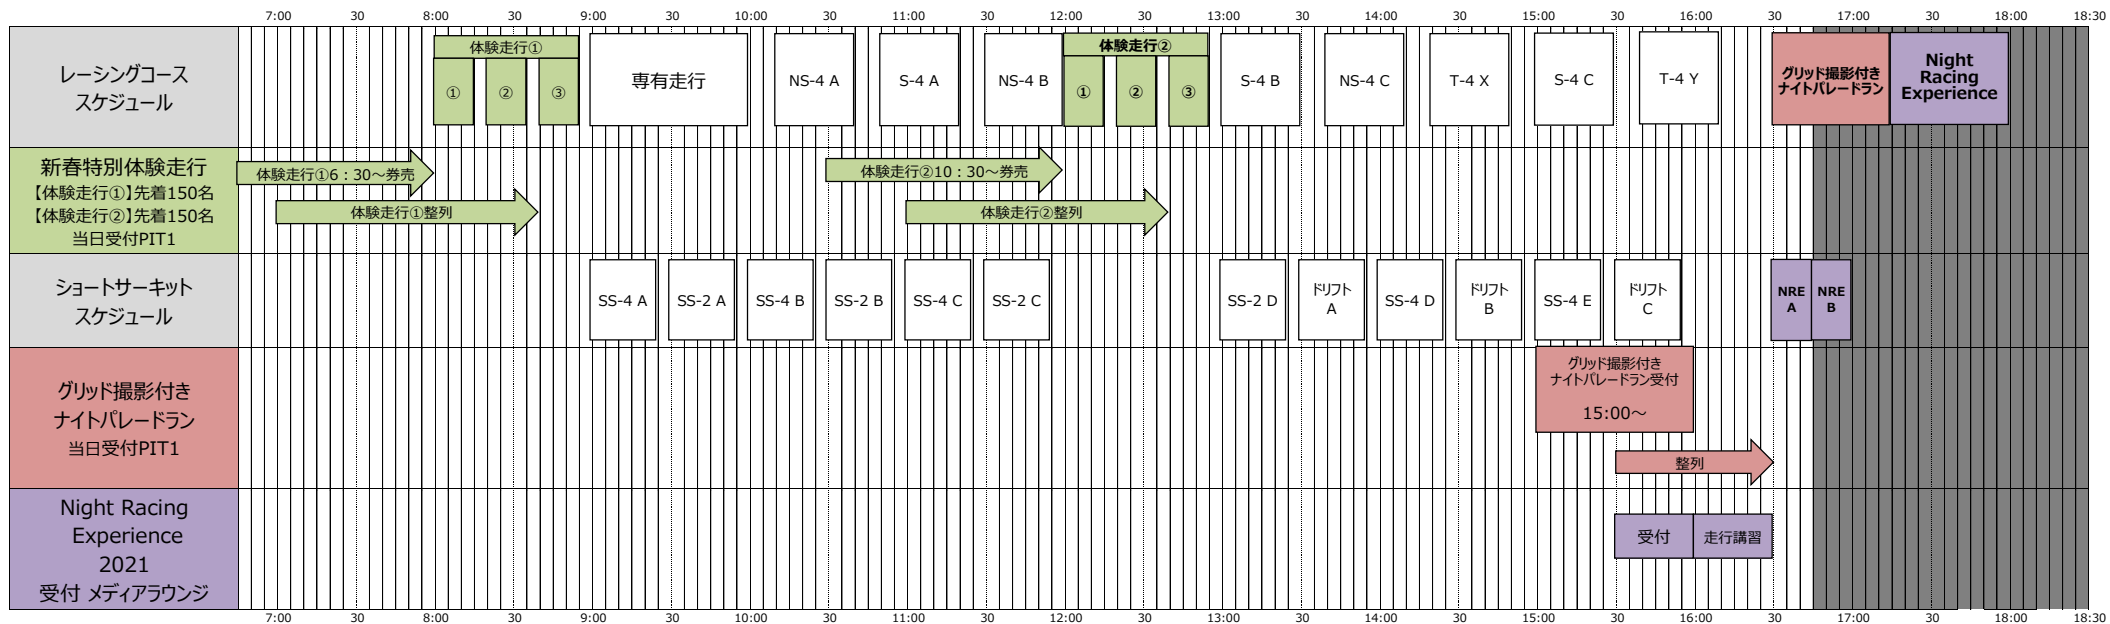 7:00 30 8:00 30 9:00 30 10:00 30 11:00 30 12:00 30 13:00 30 14:00 30 15:00 30 16:00 30 17:00 30 18:00 18:30
レーシングコース
スケジュール
体験走行①
①
②
③
専有走行
NS-4 A
S-4 A
NS-4 B
体験走行②
①
②
③
S-4 B
NS-4 C
T-4 X
S-4 C
T-4 Y
グリッド撮影付き
ナイトパレードラン
Night
Racing
Experience
新春特別体験走行
【体験走行①】先着150名
【体験走行②】先着150名
当日受付PIT1
体験走行①6：30～券売
体験走行①整列
体験走行②10：30～券売
体験走行②整列
ショートサーキット
スケジュール
SS-4 A
SS-2 A
SS-4 B
SS-2 B
SS-4 C
SS-2 C
SS-2 D
ドリフト
A
SS-4 D
ドリフト
B
SS-4 E
ドリフト
C
NRE
A
NRE
B
グリッド撮影付き
ナイトパレードラン
当日受付PIT1
グリッド撮影付き
ナイトパレードラン受付
15:00～
整列
Night Racing
Experience
2021
受付 メディアラウンジ
受付
走行講習
7:00 30 8:00 30 9:00 30 10:00 30 11:00 30 12:00 30 13:00 30 14:00 30 15:00 30 16:00 30 17:00 30 18:00 18:30